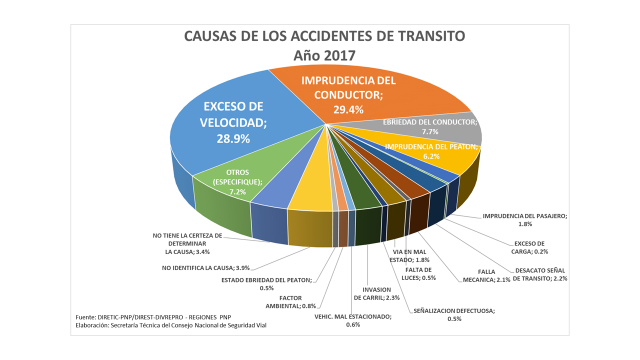 CAUSAS DE LOS ACCIDENTES DE TRANSITO
Año 2017
IMPRUDENCIA DEL
CONDUCTOR;
29.4%
EXCESO DE
VELOCIDAD;
28.9%
EBRIEDAD DEL CONDUCTOR;
7.7%
IMPRUDENCIA DEL PEATON;
6.2%
OTROS
(ESPECIFIQUE);
7.2%
IMPRUDENCIA DEL PASAJERO;
1.8%
NO TIENE LA CERTEZA DE
DETERMINAR
LA CAUSA; 3.4%
EXCESO DE
CARGA; 0.2%
VIA EN MAL
ESTADO; 1.8%
NO IDENTIFICA LA CAUSA; 3.9%
FALTA DE
LUCES; 0.5%
FALLA
MECANICA; 2.1%
DESACATO SEÑAL
DE TRANSITO; 2.2%
ESTADO EBRIEDAD DEL PEATON;
0.5%
INVASION
DE CARRIL; 2.3%
FACTOR
AMBIENTAL; 0.8%
SEÑALIZACION DEFECTUOSA;
0.5%
VEHIC. MAL ESTACIONADO;
0.6%
Fuente: DIRETIC-PNP/DIREST-DIVREPRO - REGIONES PNP
Elaboración: Secretaría Técnica del Consejo Nacional de Seguridad Vial